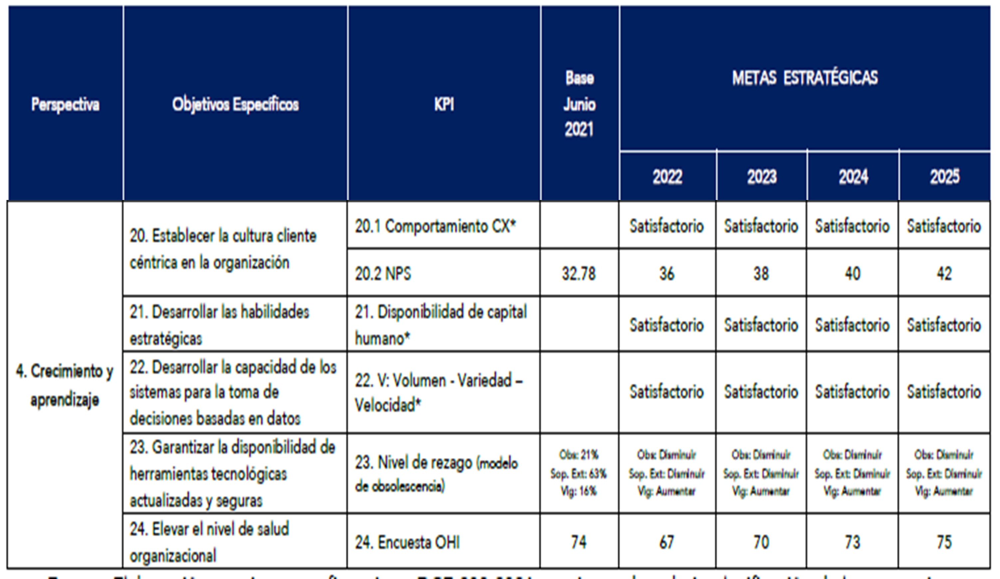 Perspectiva
Objetivos Específicos
KPI
Base
Junio
2021
METAS ESTRATÉGICAS
2022
2023
2024
2025
4. Crecimiento y
aprendizaje
20. Establecer la cultura cliente
céntrica en la organización
20.1 Comportamiento CX*
Satisfactorio
Satisfactorio
Satisfactorio
Satisfactorio
20.2 NPS
32.78
36
38
40
42
21. Desarrollar las habilidades
estratégicas
21. Disponibilidad de capital
humano*
Satisfactorio
Satisfactorio
Satisfactorio
Satisfactorio
22. Desarrollar la capacidad de los
sistemas para la toma de
decisiones basadas en datos
22. V: Volumen - Variedad –
Velocidad*
Satisfactorio
Satisfactorio
Satisfactorio
Satisfactorio
23. Garantizar la disponibilidad de
herramientas tecnológicas
actualizadas y seguras
23. Nivel de rezago (modelo
de obsolescencia)
Obs: 21%
Sop. Ext: 63%
Vig: 16%
Obs: Disminuir
Sop. Ext: Disminuir
Vig: Aumentar
Obs: Disminuir
Sop. Ext: Disminuir
Vig: Aumentar
Obs: Disminuir
Sop. Ext: Disminuir
Vig: Aumentar
Obs: Disminuir
Sop. Ext: Disminuir
Vig: Aumentar
24. Elevar el nivel de salud
organizacional
24. Encuesta OHI
74
67
70
73
75